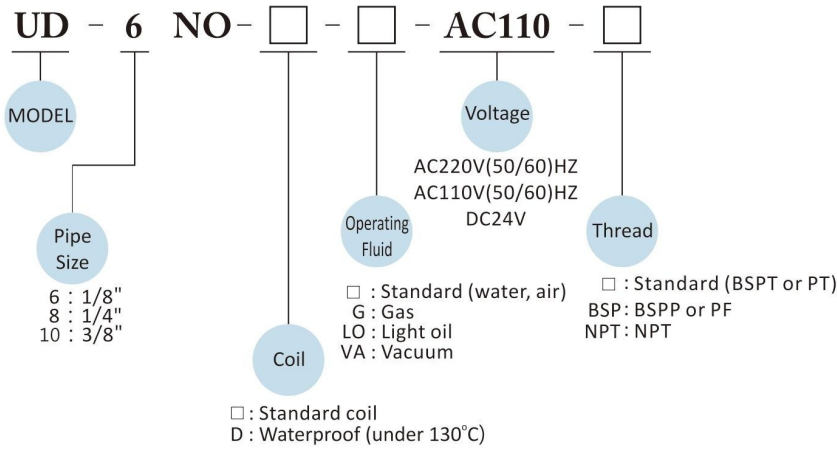 UD - 6 NO - □ - □ - AC110 - □
MODEL
Voltage
AC220V(50/60)HZ
AC110V(50/60)HZ
DC24V
Pipe
Size
6 : 1/8"
8 : 1/4"
10 : 3/8"
Operating
Fluid
□ : Standard (water, air)
G : Gas
LO : Light oil
VA : Vacuum
Thread
□ : Standard (BSPT or PT)
BSP : BSPP or PF
NPT : NPT
Coil
□ : Standard coil
D : Waterproof (under 130°C)